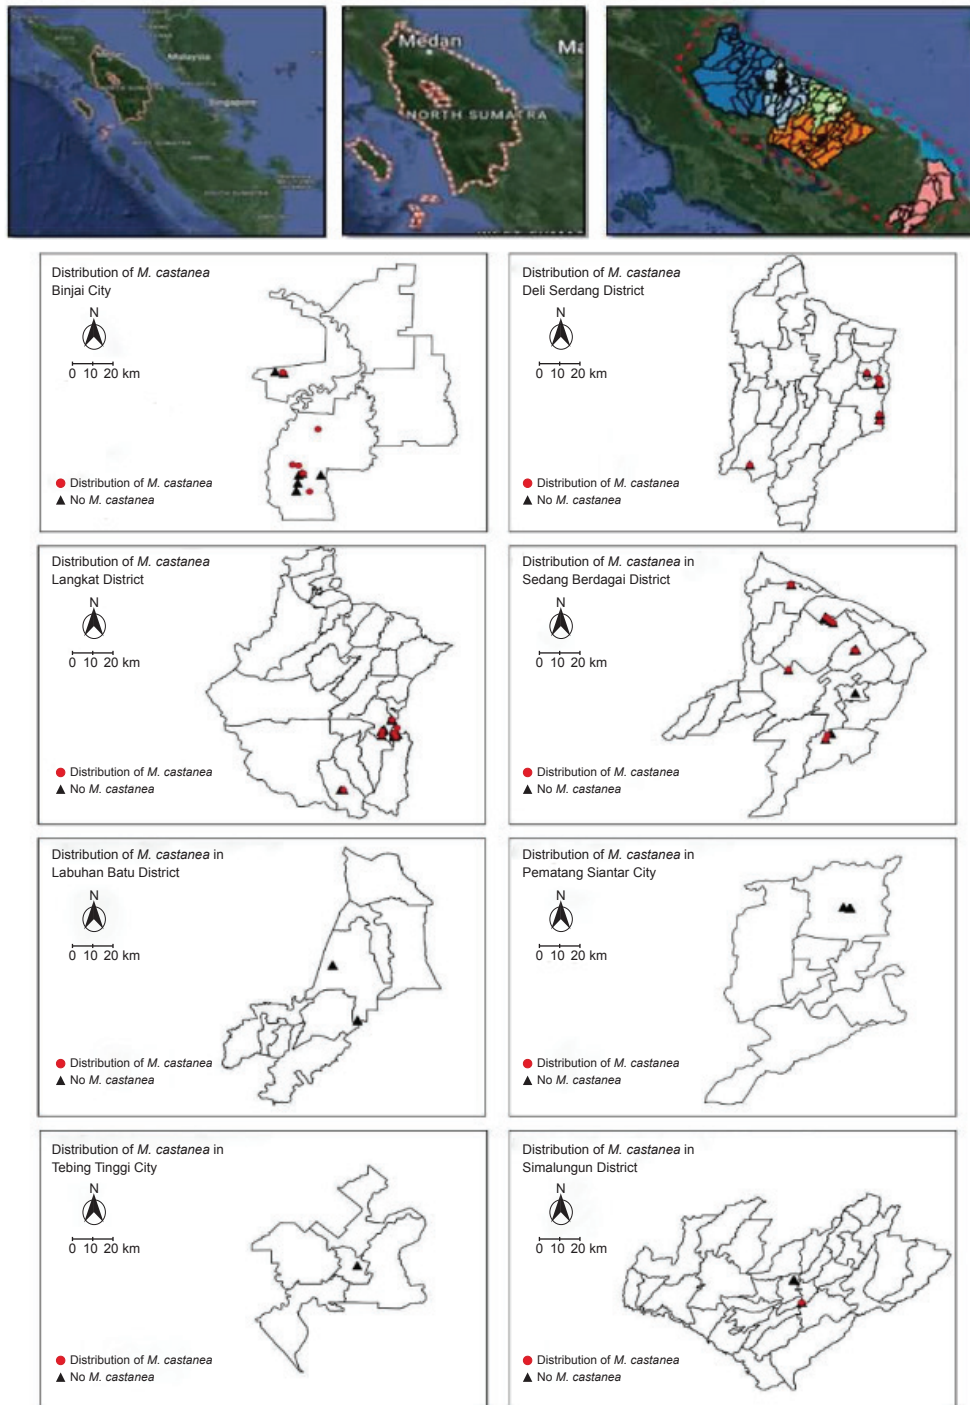 Malaysia
Singapore
NORTH SUMATRA
WEST SUMATRA
SOUTH SUMATRA
Medan
Ma
NORTH SUMATRA
Distribution of M. castanea
Binjai City
N
0 10 20 km
Distribution of M. castanea
No M. castanea
Distribution of M. castanea
Deli Serdang District
N
0 10 20 km
Distribution of M. castanea
No M. castanea
Distribution of M. castanea
Langkat District
N
0 10 20 km
Distribution of M. castanea
No M. castanea
Distribution of M. castanea in
Sedang Berdagai District
N
0 10 20 km
Distribution of M. castanea
No M. castanea
Distribution of M. castanea in
Labuhan Batu District
N
0 10 20 km
Distribution of M. castanea
No M. castanea
Distribution of M. castanea in
Pematang Siantar City
N
0 10 20 km
Distribution of M. castanea
No M. castanea
Distribution of M. castanea in
Tebing Tinggi City
N
0 10 20 km
Distribution of M. castanea
No M. castanea
Distribution of M. castanea in
Simalungun District
N
0 10 20 km
Distribution of M. castanea
No M. castanea